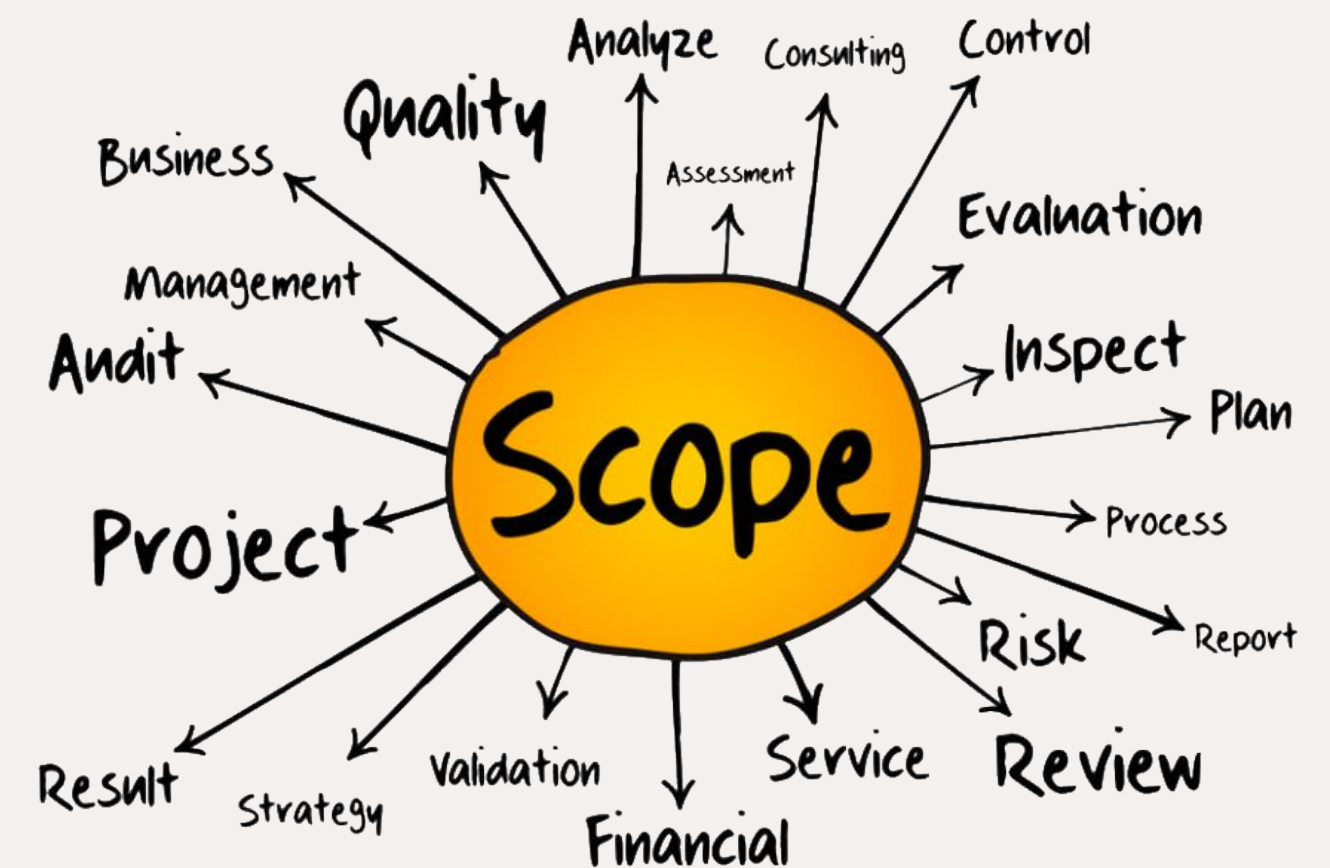 Analyze
Consulting
Control
Quality
Business
Assessment
Evaluation
Management
Audit
Inspect
Plan
Scope
Project
Process
Risk
Report
Result
Strategy
Validation
Service
Review
Financial